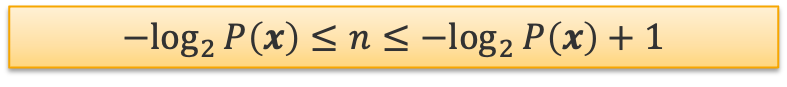 −log₂ P(x) ≤ n ≤ −log₂ P(x) + 1